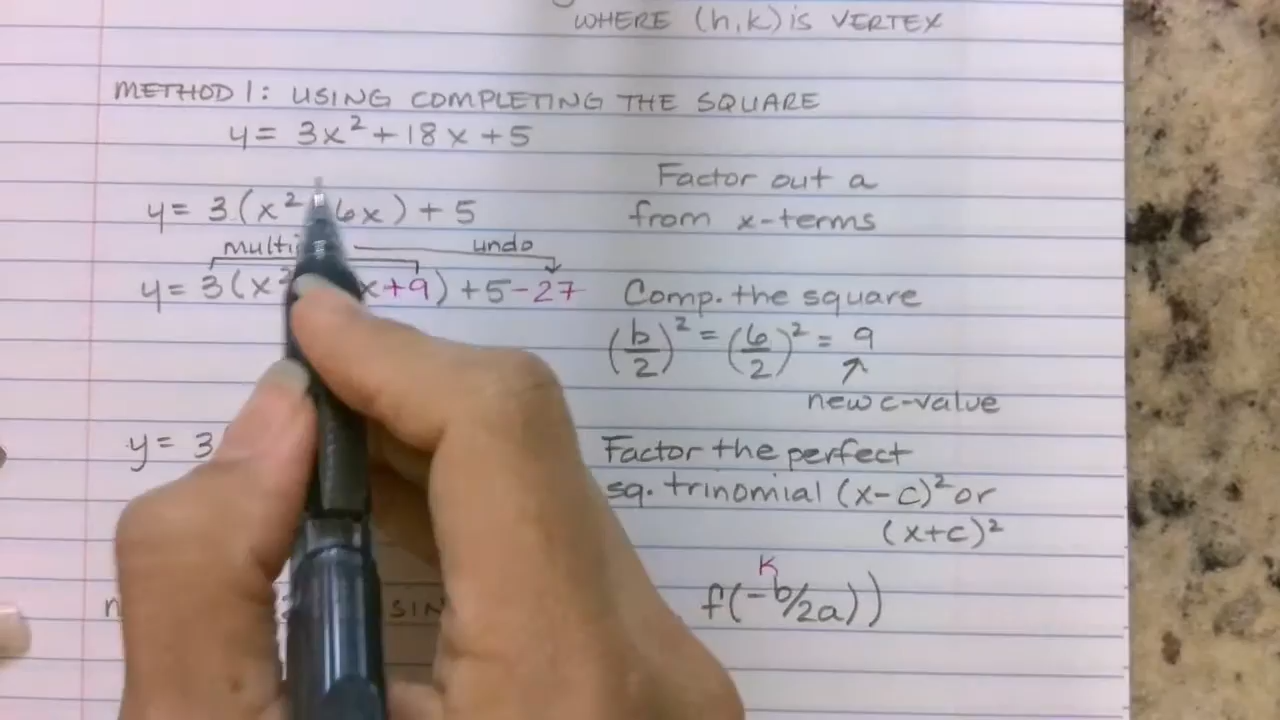 WHERE (h,k) is VERTEX
METHOD 1: USING COMPLETING THE SQUARE
y = 3x² + 18x + 5
Factor out a
y = 3(x² 6x) + 5
from x-terms
undo
y = 3(x² x+9) + 5 - 27
Comp. the square
(b/2)² = (6/2)² = 9
new c-value
y = 3
Factor the perfect
sq. trinomial (x-c)² or
(x+c)²
K
f(-b/2a))